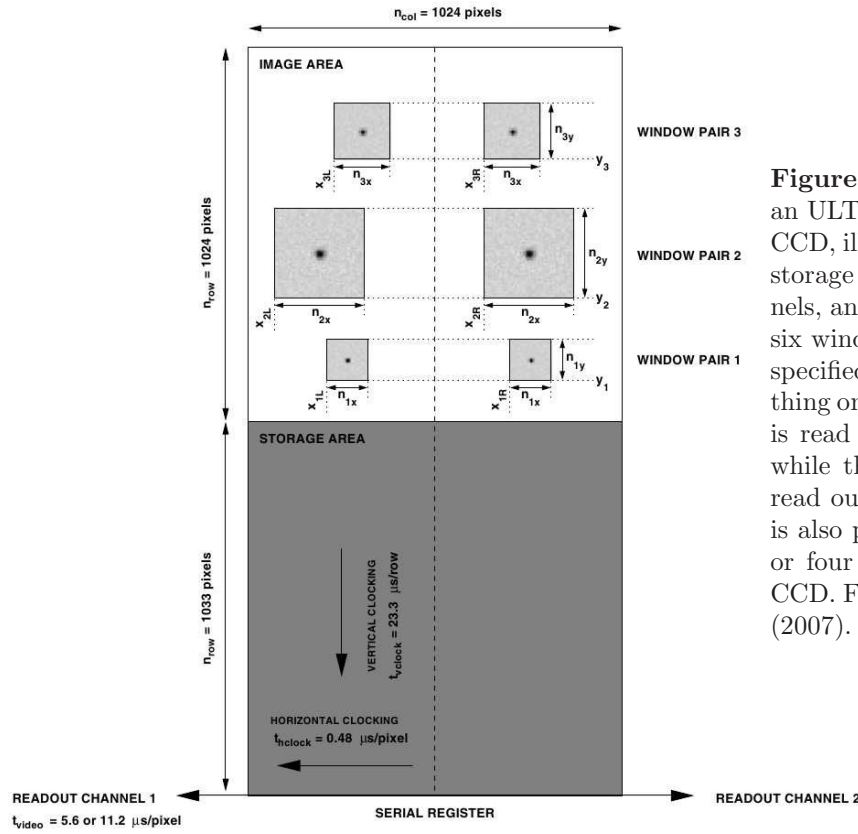 n_col = 1024 pixels
IMAGE AREA
n_3y
WINDOW PAIR 3
y_3
x_3L
n_3x
x_3R
n_3x
n_row = 1024 pixels
n_2y
WINDOW PAIR 2
y_2
x_2L
n_2x
x_2R
n_2x
n_1y
WINDOW PAIR 1
y_1
x_1L
n_1x
x_1R
n_1x
STORAGE AREA
n_row = 1033 pixels
VERTICAL CLOCKING
t_vclock = 23.3 μs/row
HORIZONTAL CLOCKING
t_hclock = 0.48 μs/pixel
READOUT CHANNEL 1
t_video = 5.6 or 11.2 μs/pixel
SERIAL REGISTER
READOUT CHANNEL 2
Figure
an ULT
CCD, il
storage
nels, an
six wind
specified
thing or
is read
while th
read ou
is also p
or four
CCD. F
(2007).